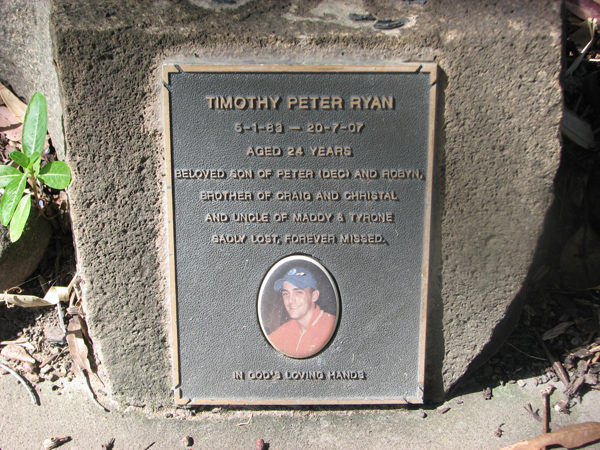 TIMOTHY PETER RYAN
5-1-83 — 20-7-07
AGED 24 YEARS
BELOVED SON OF PETER (DEC) AND ROBYN,
BROTHER OF CRAIG AND CHRISTAL
AND UNCLE OF MADDY & TYRONE
SADLY LOST, FOREVER MISSED.
IN GOD'S LOVING HANDS